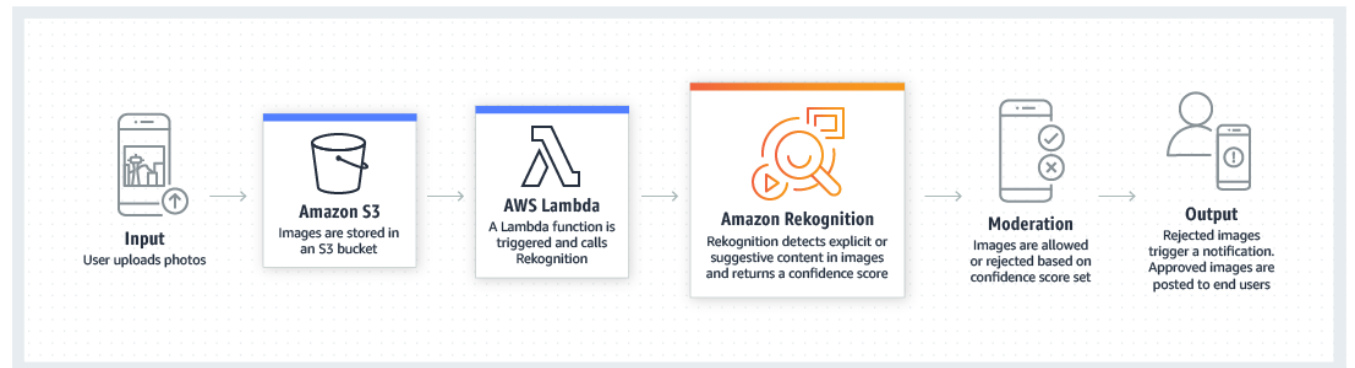 Input
User uploads photos
Amazon S3
Images are stored in
an S3 bucket
AWS Lambda
A Lambda function is
triggered and calls
Rekognition
Amazon Rekognition
Rekognition detects explicit or
suggestive content in images
and returns a confidence score
Moderation
Images are allowed
or rejected based on
confidence score set
Output
Rejected images
trigger a notification.
Approved images are
posted to end users